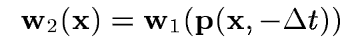 w₂(x) = w₁(p(x, −Δt))